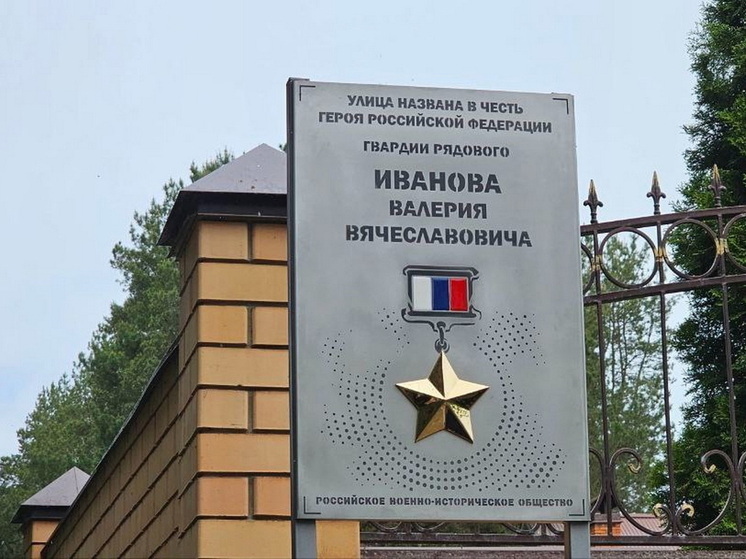 УЛИЦА НАЗВАНА В ЧЕСТЬ
ГЕРОЯ РОССИЙСКОЙ ФЕДЕРАЦИИ
ГВАРДИИ РЯДОВОГО
ИВАНОВА
ВАЛЕРИЯ
ВЯЧЕСЛАВОВИЧА
РОССИЙСКОЕ ВОЕННО-ИСТОРИЧЕСКОЕ ОБЩЕСТВО